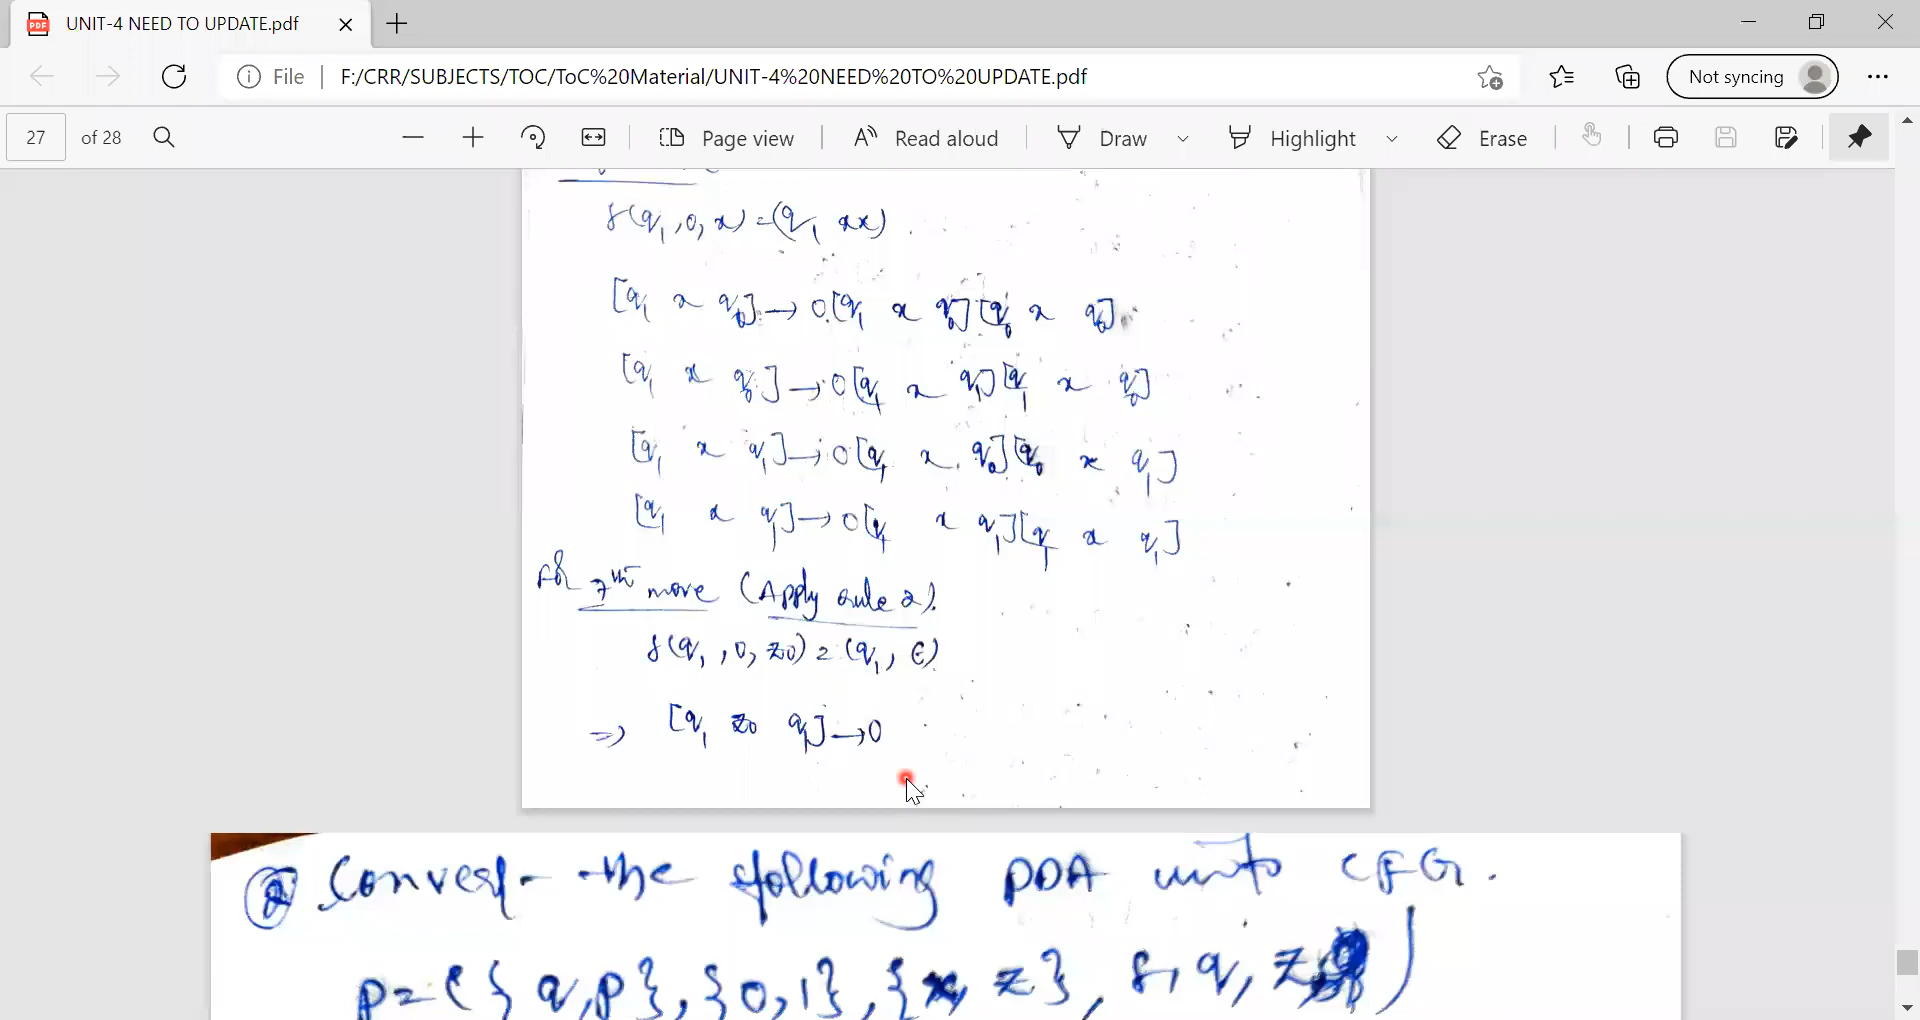 UNIT-4 NEED TO UPDATE.pdf
File F:/CRR/SUBJECTS/TOC/ToC%20Material/UNIT-4%20NEED%20TO%20UPDATE.pdf
Not syncing
27 of 28 Page view Read aloud Draw Highlight Erase
δ(q₁,0,x)=(q₁ xx)
[q₁ x q₀]→0[q₁ x q₀][q₀ x q₀]
[q₁ x q₀]→0[q₁ x q₁][q₁ x q₀]
[q₁ x q₁]→0[q₁ x q₀][q₀ x q₁]
[q₁ x q₁]→0[q₁ x q₁][q₁ x q₁]
For 7th move (Apply rule 2).
δ(q₁,0,z0)=(q₁,ε)
⇒ [q₁ z0 q₁]→0
② Convert the following PDA into CFG.
P=({q,p},{0,1},{x,z},δ,q,z)